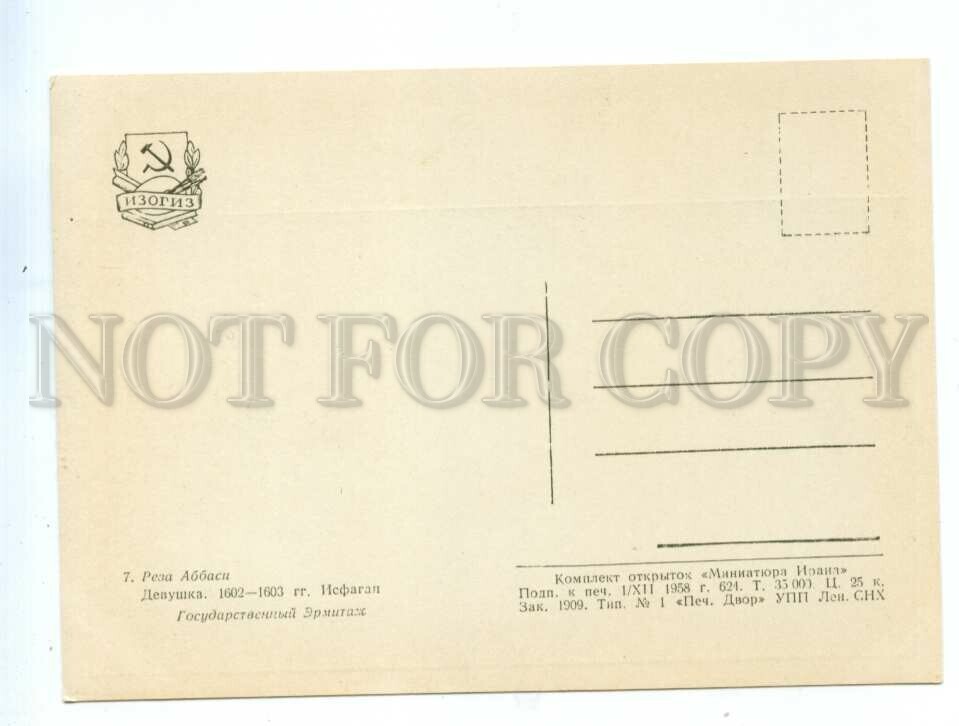 ИЗОГИЗ
NOT FOR COPY
7. Реза Аббаси
Девушка. 1602—1603 гг. Исфаган
Государственный Эрмитаж
Комплект открыток «Миниатюра Ирана»
Подп. к печ. 1/XII 1958 г. 624. Т. 35 000. Ц. 25 к.
Зак. 1909. Тип. № 1 «Печ. Двор» УПП Лен. СНХ